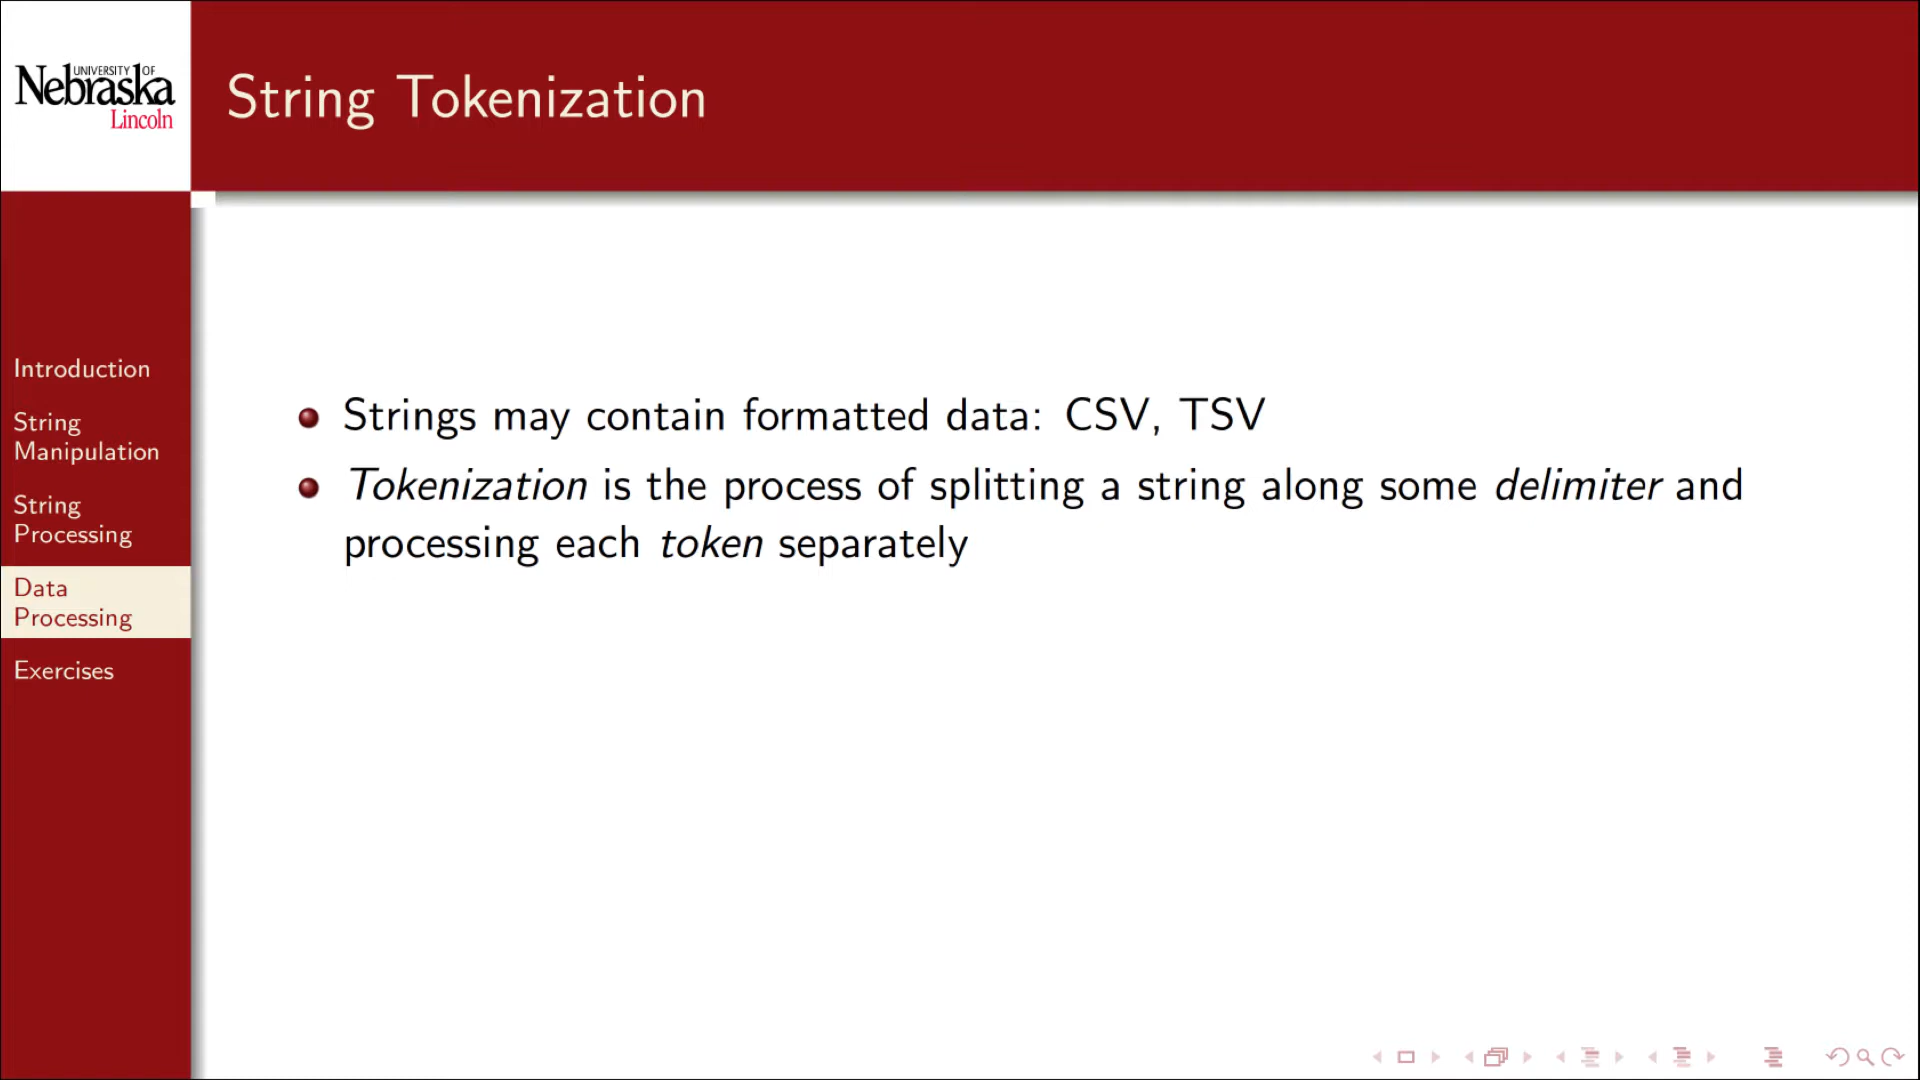 UNIVERSITY OF
Nebraska
Lincoln
String Tokenization
Introduction
String
Manipulation
String
Processing
Data
Processing
Exercises
Strings may contain formatted data: CSV, TSV
Tokenization is the process of splitting a string along some delimiter and
processing each token separately